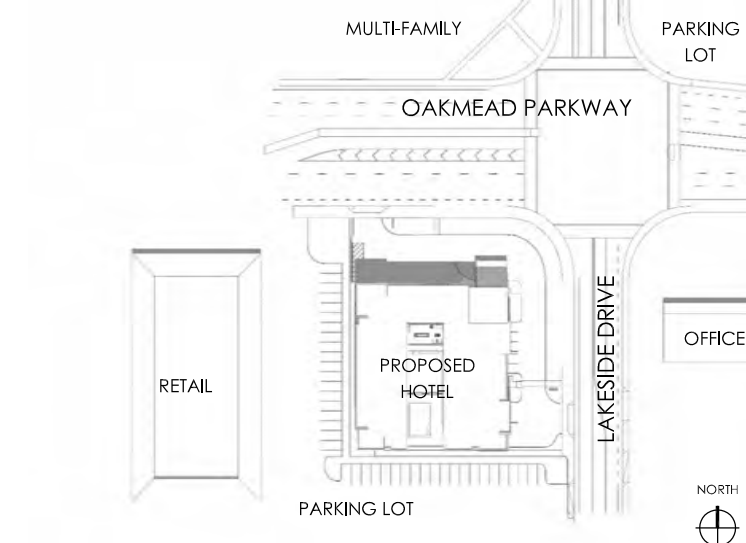 MULTI-FAMILY
PARKING
LOT
OAKMEAD PARKWAY
LAKESIDE DRIVE
OFFICE
PROPOSED
HOTEL
RETAIL
PARKING LOT
NORTH